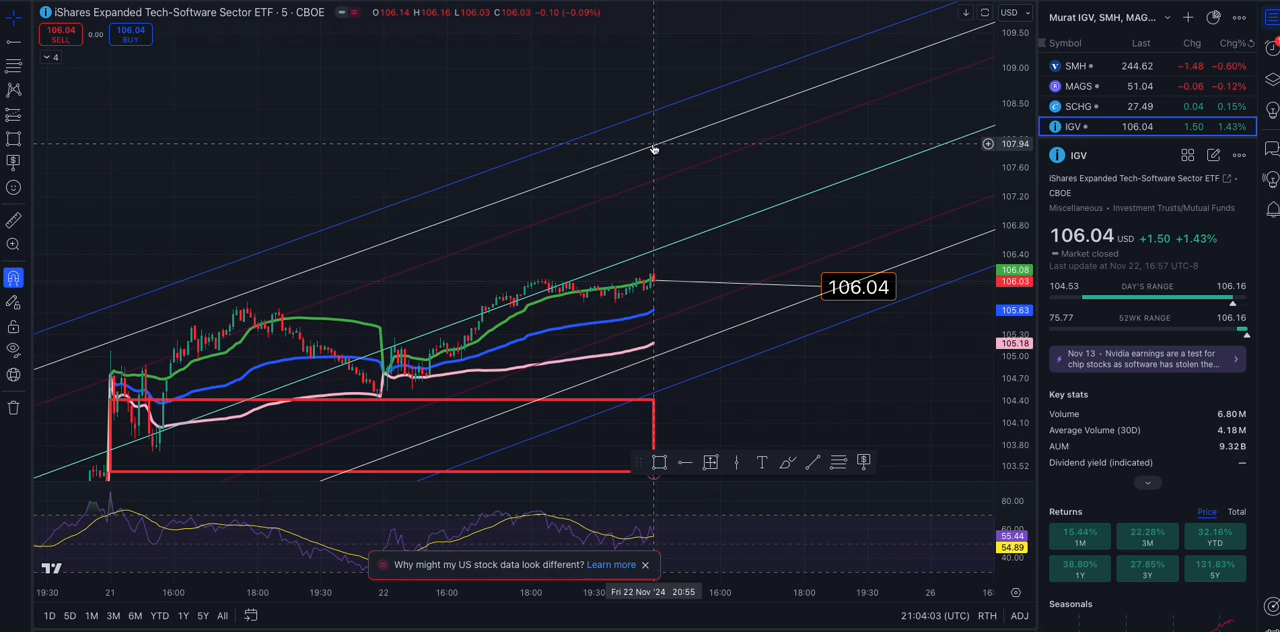 iShares Expanded Tech-Software Sector ETF · 5 · CBOE
O106.14 H106.16 L106.03 C106.03 −0.10 (−0.09%)
106.04
SELL
0.00
106.04
BUY
4
USD
109.50
109.00
108.50
107.94
107.60
107.20
106.80
106.40
106.08
106.03
105.63
105.30
105.18
105.00
104.70
104.40
104.10
103.80
103.52
106.04
80.00
60.00
55.44
54.89
40.00
Why might my US stock data look different? Learn more
19:30 21 16:00 18:00 19:30 22 16:00 18:00 19:30 Fri 22 Nov '24 20:55 16:00 18:00 19:30 26 16:
1D 5D 1M 3M 6M YTD 1Y 5Y All
21:04:03 (UTC) RTH ADJ
Murat IGV, SMH, MAG...
Symbol Last Chg Chg%
SMH 244.62 −1.48 −0.60%
MAGS 51.04 −0.06 −0.12%
SCHG 27.49 0.04 0.15%
IGV 106.04 1.50 1.43%
IGV
iShares Expanded Tech-Software Sector ETF ·
CBOE
Miscellaneous · Investment Trusts/Mutual Funds
106.04 USD +1.50 +1.43%
Market closed
Last update at Nov 22, 16:57 UTC-8
104.53 DAY'S RANGE 106.16
75.77 52WK RANGE 106.16
Nov 13 · Nvidia earnings are a test for
chip stocks as software has stolen the...
Key stats
Volume 6.80M
Average Volume (30D) 4.18M
AUM 9.32B
Dividend yield (indicated) —
Returns Price Total
15.44% 22.28% 32.16%
1M 3M YTD
38.80% 27.85% 131.83%
1Y 3Y 5Y
Seasonals